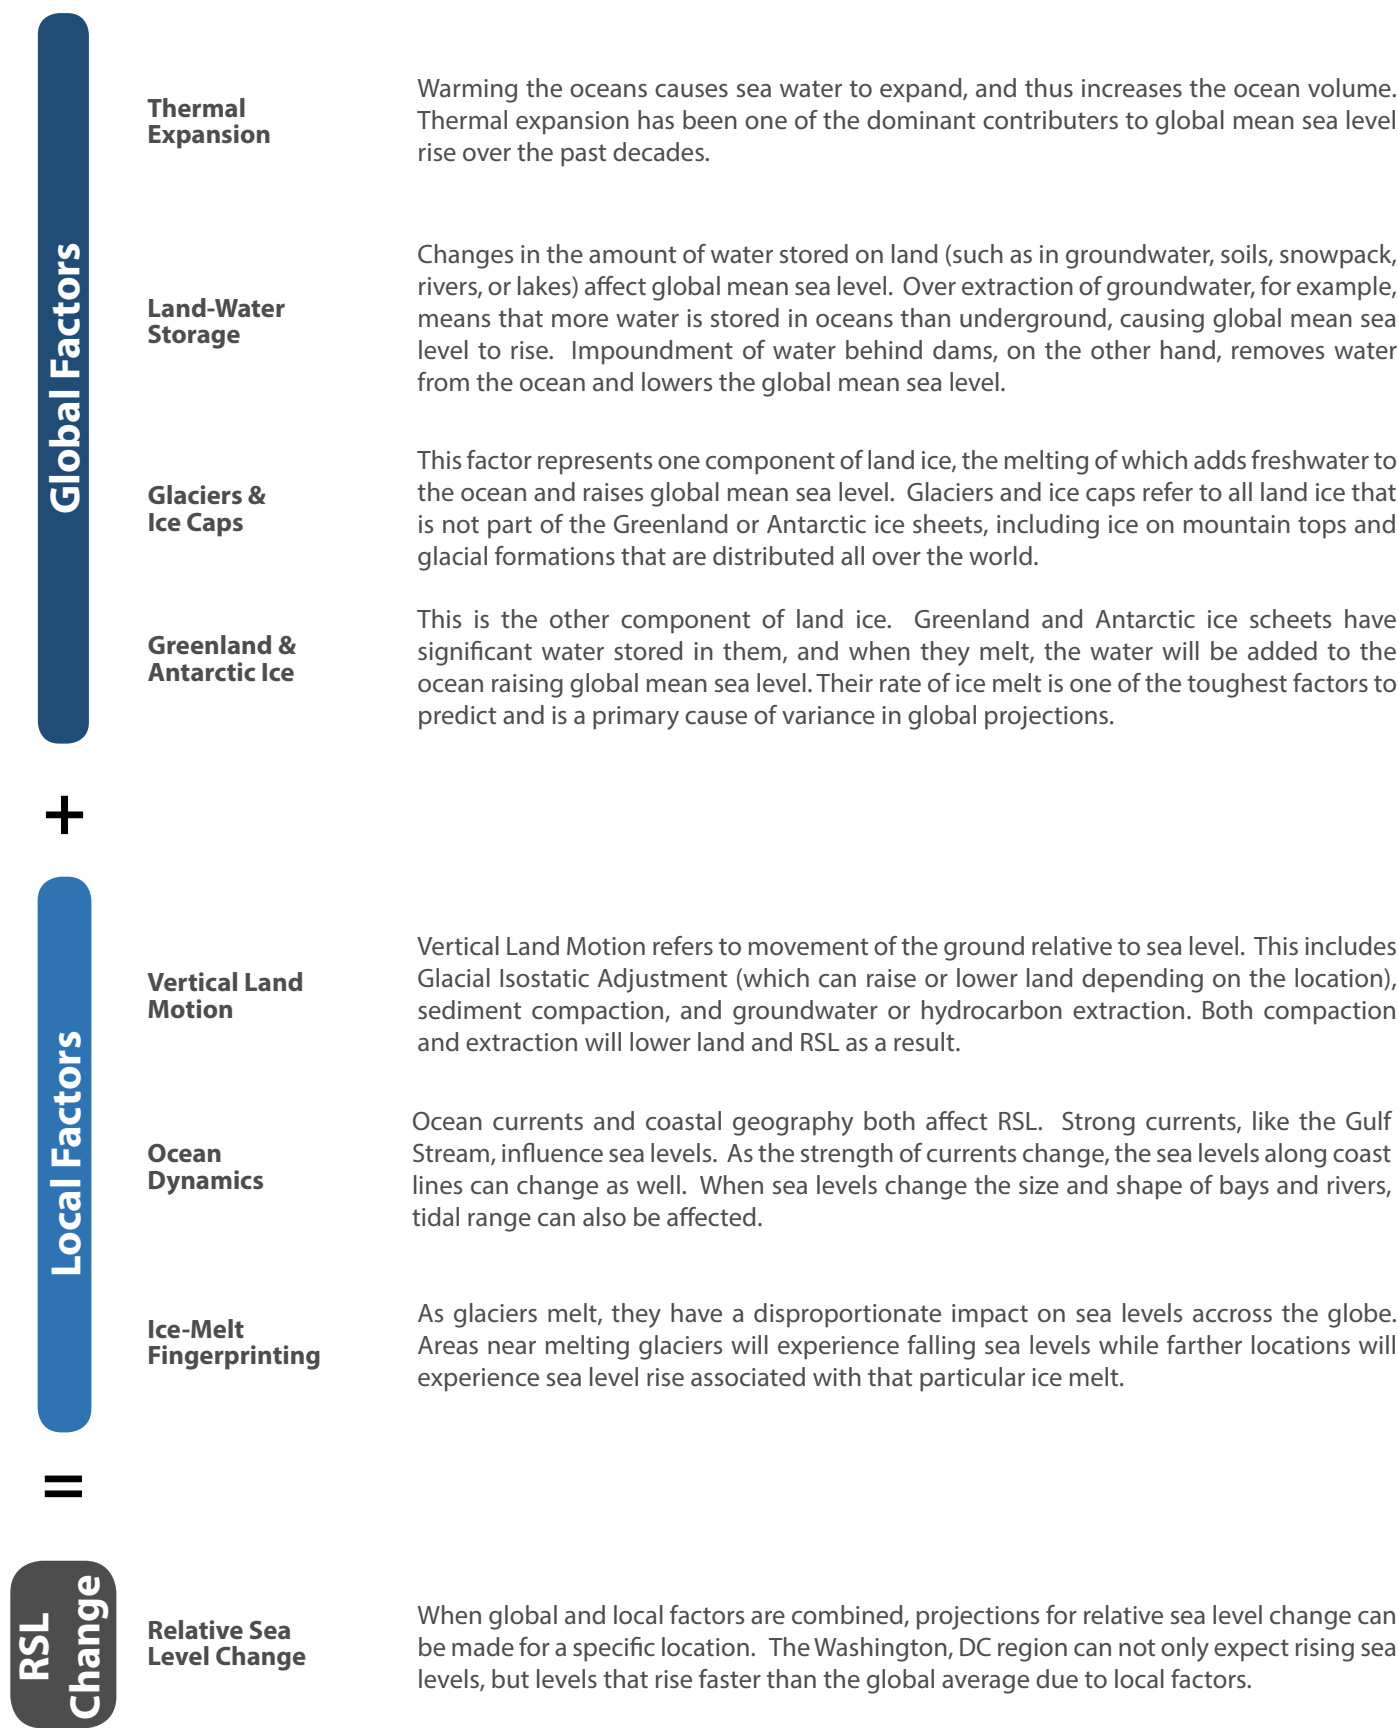 Global Factors
Thermal
Expansion
Warming the oceans causes sea water to expand, and thus increases the ocean volume.
Thermal expansion has been one of the dominant contributers to global mean sea level
rise over the past decades.
Land-Water
Storage
Changes in the amount of water stored on land (such as in groundwater, soils, snowpack,
rivers, or lakes) affect global mean sea level. Over extraction of groundwater, for example,
means that more water is stored in oceans than underground, causing global mean sea
level to rise. Impoundment of water behind dams, on the other hand, removes water
from the ocean and lowers the global mean sea level.
Glaciers &
Ice Caps
This factor represents one component of land ice, the melting of which adds freshwater to
the ocean and raises global mean sea level. Glaciers and ice caps refer to all land ice that
is not part of the Greenland or Antarctic ice sheets, including ice on mountain tops and
glacial formations that are distributed all over the world.
Greenland &
Antarctic Ice
This is the other component of land ice. Greenland and Antarctic ice scheets have
significant water stored in them, and when they melt, the water will be added to the
ocean raising global mean sea level. Their rate of ice melt is one of the toughest factors to
predict and is a primary cause of variance in global projections.
+
Local Factors
Vertical Land
Motion
Vertical Land Motion refers to movement of the ground relative to sea level. This includes
Glacial Isostatic Adjustment (which can raise or lower land depending on the location),
sediment compaction, and groundwater or hydrocarbon extraction. Both compaction
and extraction will lower land and RSL as a result.
Ocean
Dynamics
Ocean currents and coastal geography both affect RSL. Strong currents, like the Gulf
Stream, influence sea levels. As the strength of currents change, the sea levels along coast
lines can change as well. When sea levels change the size and shape of bays and rivers,
tidal range can also be affected.
Ice-Melt
Fingerprinting
As glaciers melt, they have a disproportionate impact on sea levels accross the globe.
Areas near melting glaciers will experience falling sea levels while farther locations will
experience sea level rise associated with that particular ice melt.
=
RSL
Change
Relative Sea
Level Change
When global and local factors are combined, projections for relative sea level change can
be made for a specific location. The Washington, DC region can not only expect rising sea
levels, but levels that rise faster than the global average due to local factors.